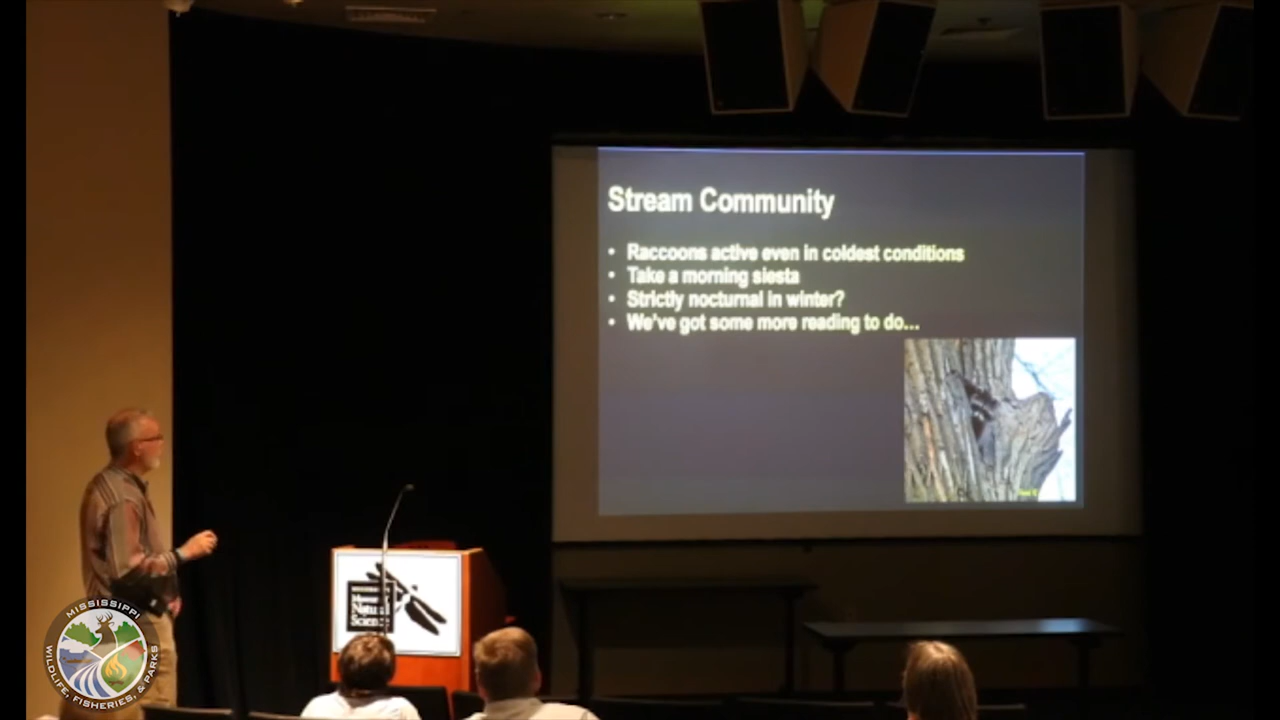 Stream Community
• Raccoons active even in coldest conditions
• Take a morning siesta
• Strictly nocturnal in winter?
• We've got some more reading to do...
Natural
Science
MISSISSIPPI
WILDLIFE, FISHERIES, & PARKS